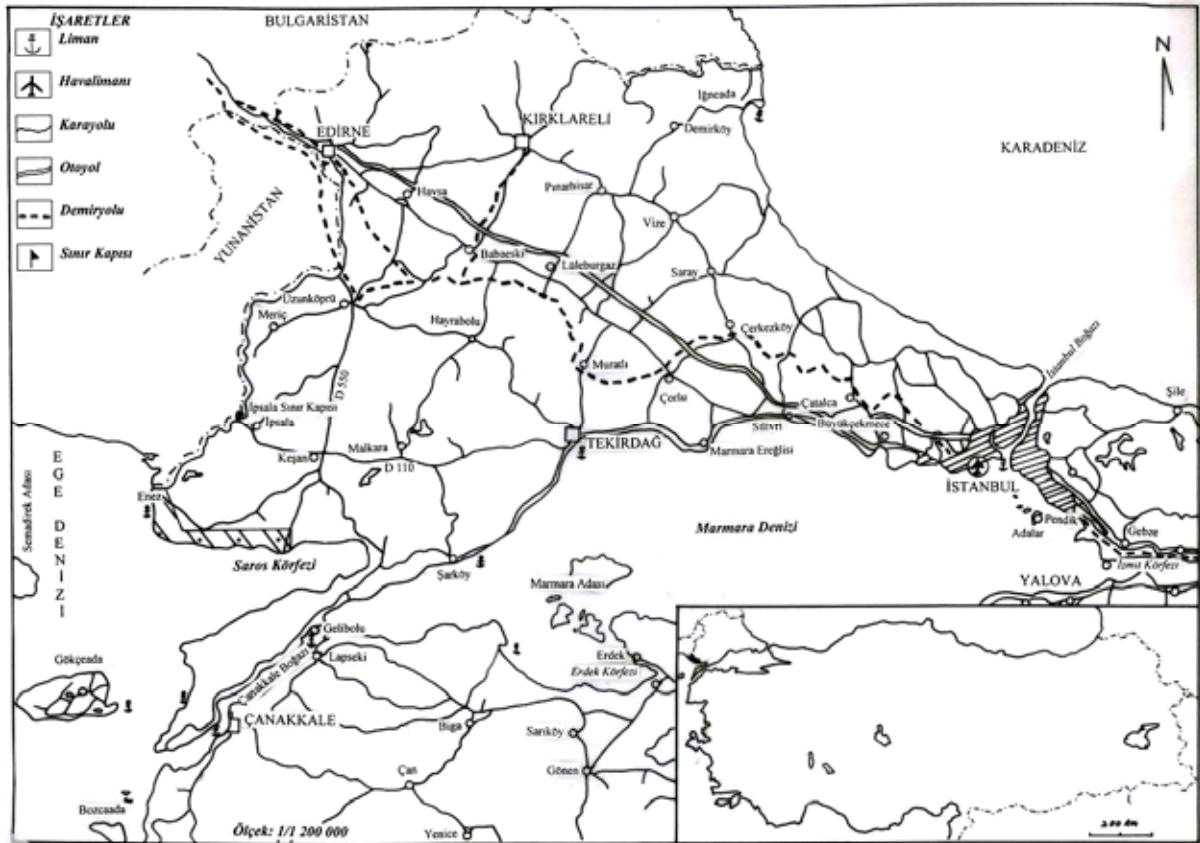 İŞARETLER
Liman
Havalimanı
Karayolu
Otoyol
Demiryolu
Sınır Kapısı
BULGARİSTAN
N
KARADENİZ
YUNANİSTAN
EDİRNE
KIRKLARELİ
İğneada
Demirköy
Havsa
Pınarhisar
Vize
Babaeski
Lüleburgaz
Saray
Uzunköprü
Meriç
Hayrabolu
Çerkezköy
İstanbul Boğazı
Muratlı
D 550
Çorlu
Çatalca
Şile
İpsala Sınır Kapısı
İpsala
Silivri
Büyükçekmece
Malkara
TEKİRDAĞ
Marmara Ereğlisi
Keşan
D 110
İSTANBUL
Enez
EGE DENİZİ
Semadirek Adası
Marmara Denizi
Adalar
Pendik
Gebze
İzmit Körfezi
Saros Körfezi
Şarköy
Marmara Adası
YALOVA
Gelibolu
Lapseki
Çanakkale Boğazı
Erdek
Erdek Körfezi
Gökçeada
ÇANAKKALE
Biga
Sarıköy
Çan
Gönen
Bozcaada
Ölçek: 1/1 200 000
Yenice
200 km